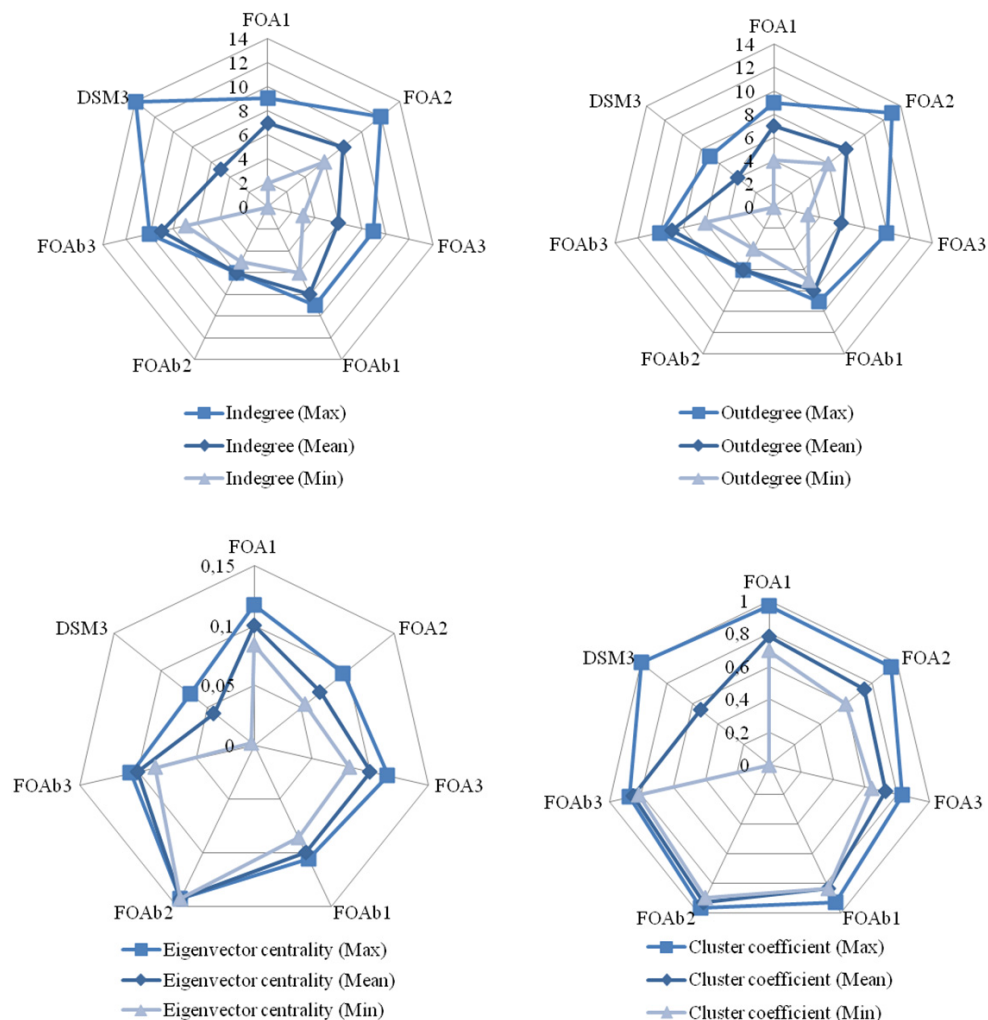 FOA1
14
12
10
8
6
4
2
0
FOA2
FOA3
FOAb1
FOAb2
FOAb3
DSM3
Indegree (Max)
Indegree (Mean)
Indegree (Min)
FOA1
14
12
10
8
6
4
2
0
FOA2
FOA3
FOAb1
FOAb2
FOAb3
DSM3
Outdegree (Max)
Outdegree (Mean)
Outdegree (Min)
FOA1
0,15
0,1
0,05
0
FOA2
FOA3
FOAb1
FOAb2
FOAb3
DSM3
Eigenvector centrality (Max)
Eigenvector centrality (Mean)
Eigenvector centrality (Min)
FOA1
1
0,8
0,6
0,4
0,2
0
FOA2
FOA3
FOAb1
FOAb2
FOAb3
DSM3
Cluster coefficient (Max)
Cluster coefficient (Mean)
Cluster coefficient (Min)